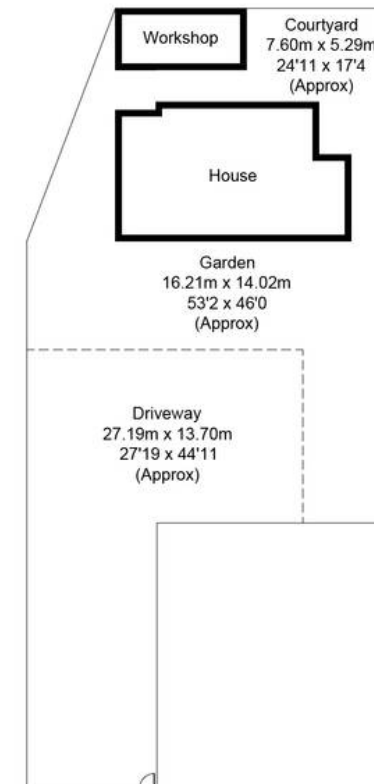 Workshop
Courtyard
7.60m x 5.29m
24'11 x 17'4
(Approx)
House
Garden
16.21m x 14.02m
53'2 x 46'0
(Approx)
Driveway
27.19m x 13.70m
27'19 x 44'11
(Approx)